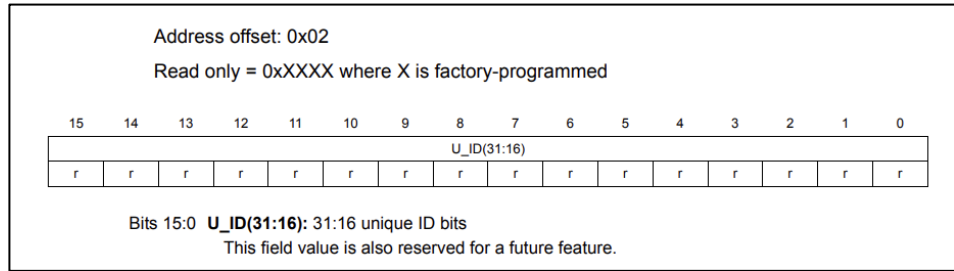 Address offset: 0x02
Read only = 0xXXXX where X is factory-programmed
15 14 13 12 11 10 9 8 7 6 5 4 3 2 1 0
U_ID(31:16)
r r r r r r r r r r r r r r r r
Bits 15:0 U_ID(31:16): 31:16 unique ID bits
This field value is also reserved for a future feature.